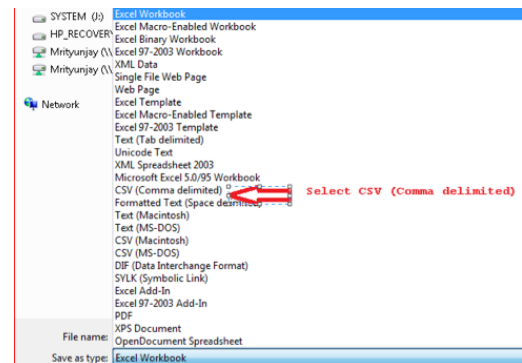 SYSTEM (J:)
HP_RECOVERY
Mrityunjay (\\
Mrityunjay (\\
Network
Excel Workbook
Excel Macro-Enabled Workbook
Excel Binary Workbook
Excel 97-2003 Workbook
XML Data
Single File Web Page
Web Page
Excel Template
Excel Macro-Enabled Template
Excel 97-2003 Template
Text (Tab delimited)
Unicode Text
XML Spreadsheet 2003
Microsoft Excel 5.0/95 Workbook
CSV (Comma delimited)
Select CSV (Comma delimited)
Formatted Text (Space delimited)
Text (Macintosh)
Text (MS-DOS)
CSV (Macintosh)
CSV (MS-DOS)
DIF (Data Interchange Format)
SYLK (Symbolic Link)
Excel Add-In
Excel 97-2003 Add-In
PDF
XPS Document
OpenDocument Spreadsheet
File name:
Save as type: Excel Workbook